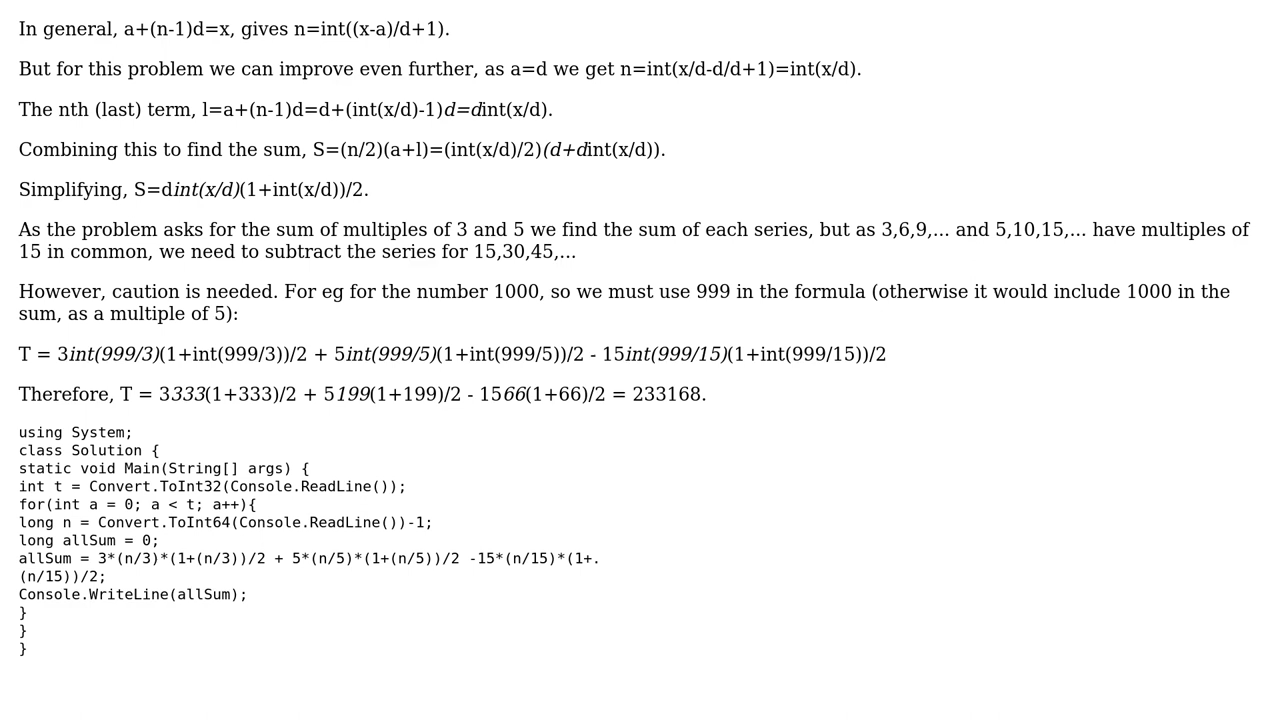 In general, a+(n-1)d=x, gives n=int((x-a)/d+1).
But for this problem we can improve even further, as a=d we get n=int(x/d-d/d+1)=int(x/d).
The nth (last) term, l=a+(n-1)d=d+(int(x/d)-1)d=dint(x/d).
Combining this to find the sum, S=(n/2)(a+l)=(int(x/d)/2)(d+dint(x/d)).
Simplifying, S=dint(x/d)(1+int(x/d))/2.
As the problem asks for the sum of multiples of 3 and 5 we find the sum of each series, but as 3,6,9,... and 5,10,15,... have multiples of
15 in common, we need to subtract the series for 15,30,45,...
However, caution is needed. For eg for the number 1000, so we must use 999 in the formula (otherwise it would include 1000 in the
sum, as a multiple of 5):
T = 3int(999/3)(1+int(999/3))/2 + 5int(999/5)(1+int(999/5))/2 - 15int(999/15)(1+int(999/15))/2
Therefore, T = 3333(1+333)/2 + 5199(1+199)/2 - 1566(1+66)/2 = 233168.
using System;
class Solution {
static void Main(String[] args) {
int t = Convert.ToInt32(Console.ReadLine());
for(int a = 0; a < t; a++){
long n = Convert.ToInt64(Console.ReadLine())-1;
long allSum = 0;
allSum = 3*(n/3)*(1+(n/3))/2 + 5*(n/5)*(1+(n/5))/2 -15*(n/15)*(1+.
(n/15))/2;
Console.WriteLine(allSum);
}
}
}